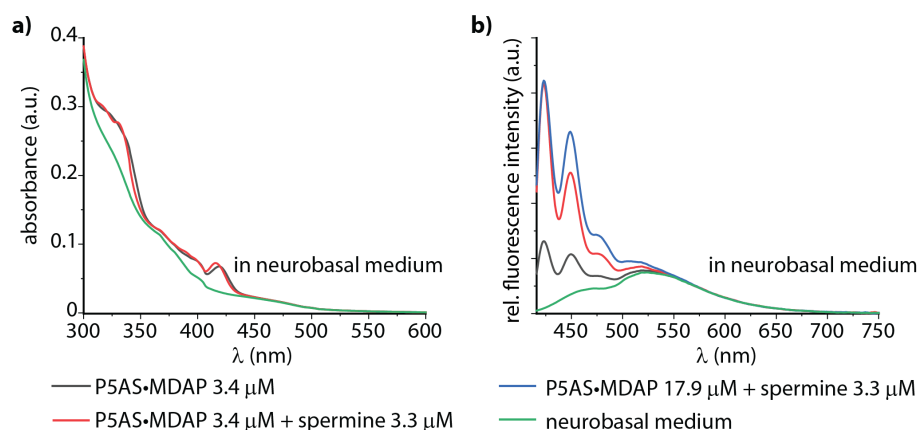 a)
absorbance (a.u.)
0.4
0.3
0.2
0.1
0
300
350
400
450
500
550
600
λ (nm)
in neurobasal medium
b)
rel. fluorescence intensity (a.u.)
450
500
550
600
650
700
750
λ (nm)
in neurobasal medium
P5AS•MDAP 3.4 μM
P5AS•MDAP 3.4 μM + spermine 3.3 μM
P5AS•MDAP 17.9 μM + spermine 3.3 μM
neurobasal medium